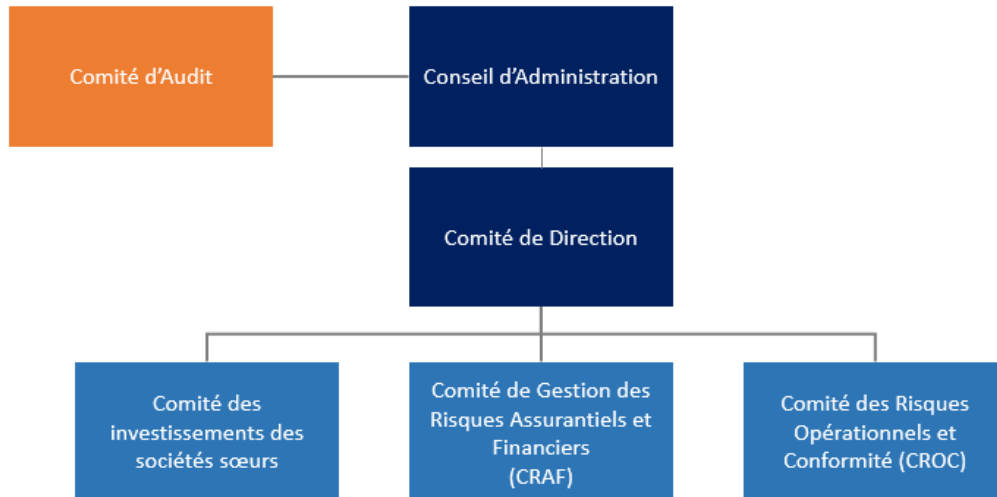 Comité d'Audit
Conseil d'Administration
Comité de Direction
Comité des
investissements des
sociétés sœurs
Comité de Gestion des
Risques Assurantiels et
Financiers
(CRAF)
Comité des Risques
Opérationnels et
Conformité (CROC)